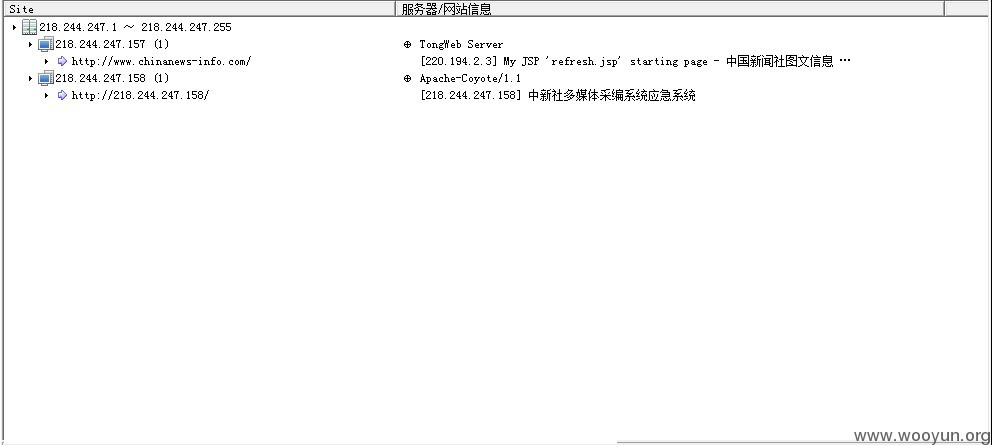 Site 服务器/网站信息
218.244.247.1 ～ 218.244.247.255
218.244.247.157 (1) TongWeb Server
http://www.chinanews-info.com/ [220.194.2.3] My JSP 'refresh.jsp' starting page - 中国新闻社图文信息 …
218.244.247.158 (1) Apache-Coyote/1.1
http://218.244.247.158/ [218.244.247.158] 中新社多媒体采编系统应急系统
www.wooyun.org